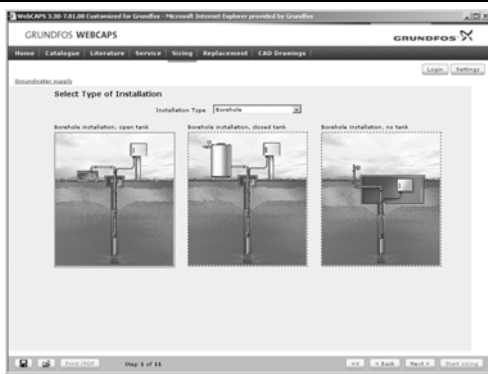 WebCAPS 3.30-7.01.00 Customized for Grundfos - Microsoft Internet Explorer provided by Grundfos
GRUNDFOS WEBCAPS
GRUNDFOS
Home Catalogue Literature Service Sizing Replacement CAD Drawings
Login Settings
Groundwater supply
Select Type of Installation
Installation Type Borehole
Borehole installation, open tank Borehole installation, closed tank Borehole installation, no tank
Print/PDF Step 1 of 11 << < Back Next > Start sizing